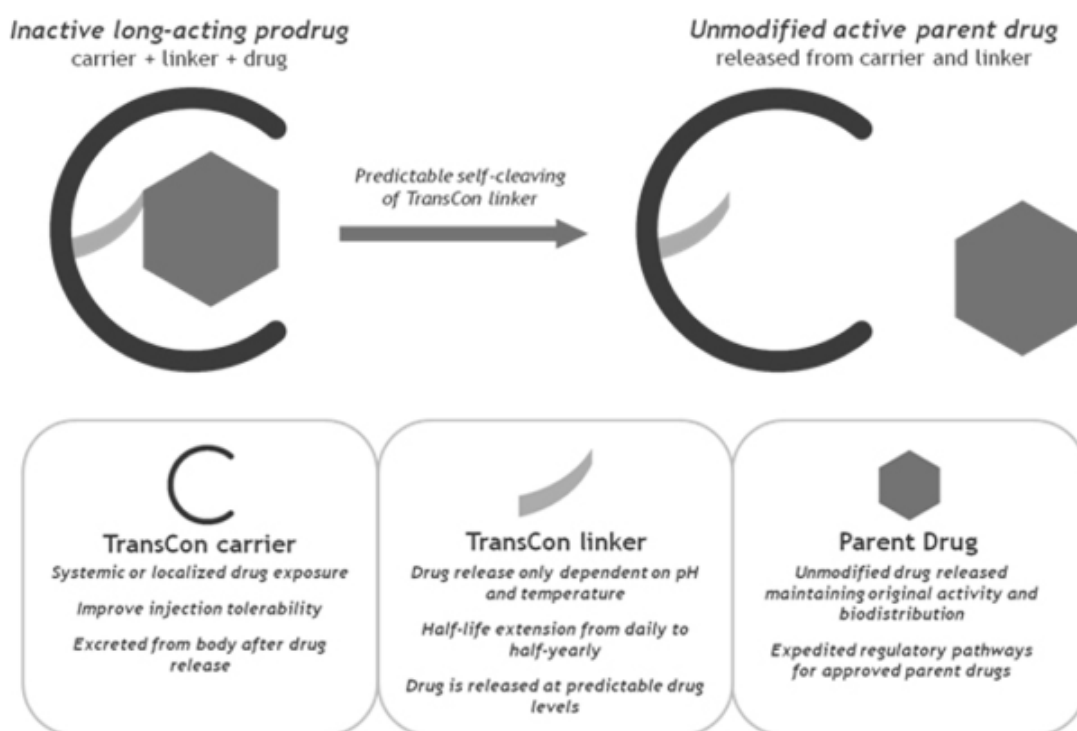 Inactive long-acting prodrug
carrier + linker + drug
Unmodified active parent drug
released from carrier and linker
Predictable self-cleaving
of TransCon linker
TransCon carrier
Systemic or localized drug exposure
Improve injection tolerability
Excreted from body after drug
release
TransCon linker
Drug release only dependent on pH
and temperature
Half-life extension from daily to
half-yearly
Drug is released at predictable drug
levels
Parent Drug
Unmodified drug released
maintaining original activity and
biodistribution
Expedited regulatory pathways
for approved parent drugs